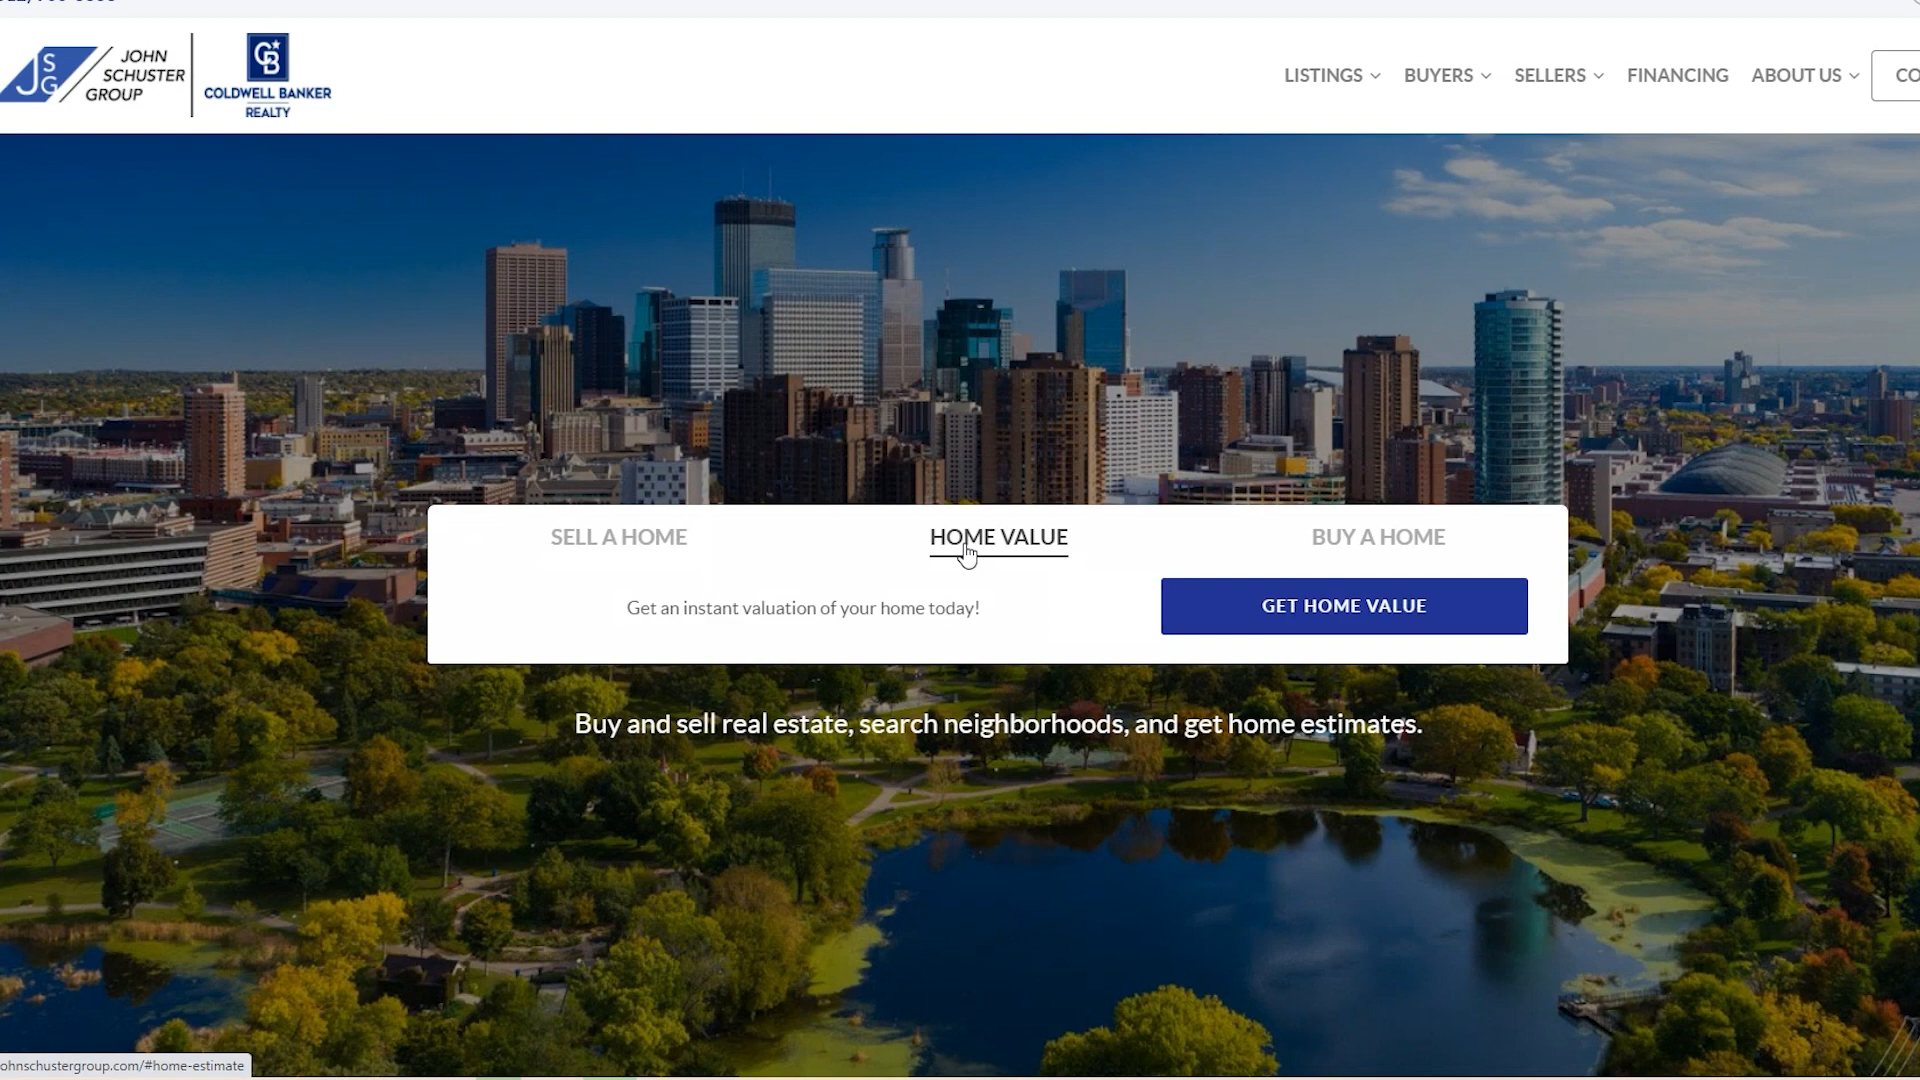 JSG
JOHN
SCHUSTER
GROUP
CB
COLDWELL BANKER
REALTY
LISTINGS
BUYERS
SELLERS
FINANCING
ABOUT US
CO
SELL A HOME
HOME VALUE
BUY A HOME
Get an instant valuation of your home today!
GET HOME VALUE
Buy and sell real estate, search neighborhoods, and get home estimates.
ohnschustergroup.com/#home-estimate